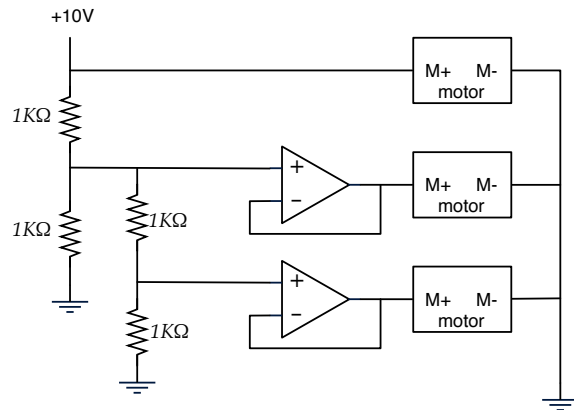 +10V
M+ M-
motor
1KΩ
+
M+ M-
motor
−
1KΩ
1KΩ
+
M+ M-
motor
−
1KΩ